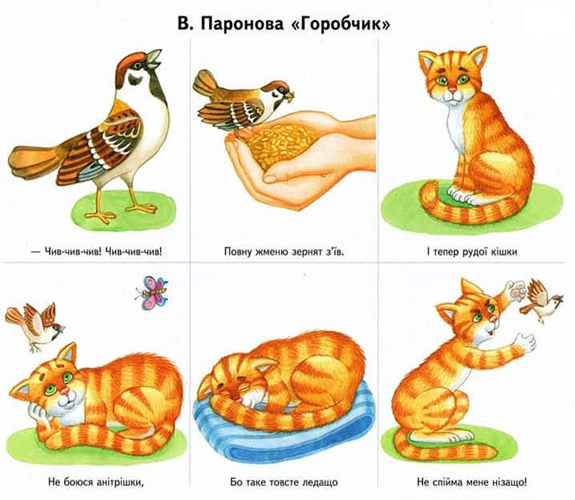 В. Паронова «Горобчик»
— Чив-чив-чив! Чив-чив-чив!
Повну жменю зернят з'їв.
І тепер рудої кішки
Не боюся анітрішки,
Бо таке товсте ледащо
Не спійма мене нізащо!